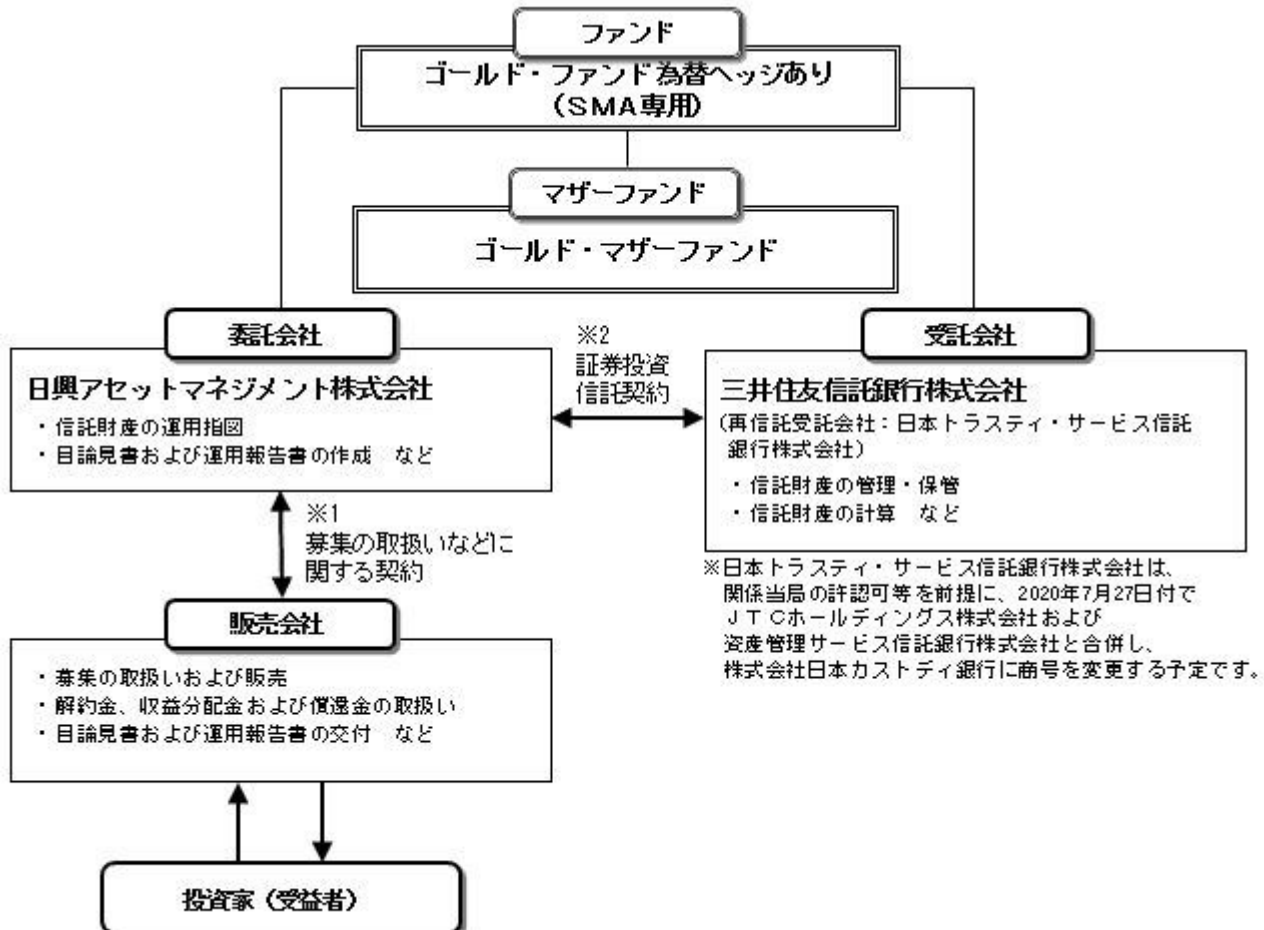 ファンド
ゴールド・ファンド為替ヘッジあり
(SMA専用)
マザーファンド
ゴールド・マザーファンド
委託会社
日興アセットマネジメント株式会社
・信託財産の運用指図
・目論見書および運用報告書の作成 など
※2
証券投資
信託契約
受託会社
三井住友信託銀行株式会社
(再信託受託会社:日本トラスティ・サービス信託
銀行株式会社)
・信託財産の管理・保管
・信託財産の計算 など
※日本トラスティ・サービス信託銀行株式会社は、
関係当局の許認可等を前提に、2020年7月27日付で
JTCホールディングス株式会社および
資産管理サービス信託銀行株式会社と合併し、
株式会社日本カストディ銀行に商号を変更する予定です。
※1
募集の取扱いなどに
関する契約
販売会社
・募集の取扱いおよび販売
・解約金、収益分配金および償還金の取扱い
・目論見書および運用報告書の交付 など
投資家(受益者)